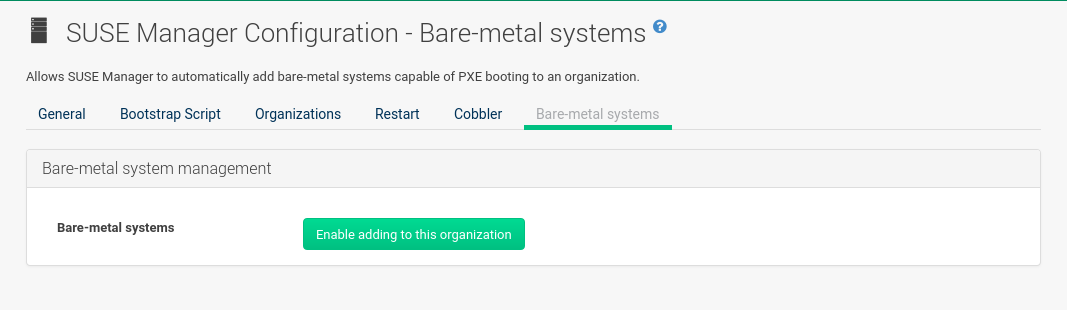 SUSE Manager Configuration - Bare-metal systems ?
Allows SUSE Manager to automatically add bare-metal systems capable of PXE booting to an organization.
General Bootstrap Script Organizations Restart Cobbler Bare-metal systems
Bare-metal system management
Bare-metal systems Enable adding to this organization